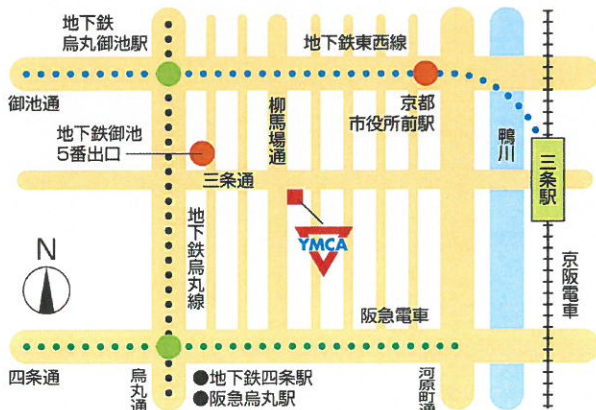 地下鉄
烏丸御池駅
地下鉄東西線
御池通
京都
市役所前駅
柳馬場通
鴨川
地下鉄御池
5番出口
三条通
三条駅
YMCA
N
地下鉄烏丸線
京阪電車
阪急電車
四条通
烏丸通
●地下鉄四条駅
●阪急烏丸駅
河原町通